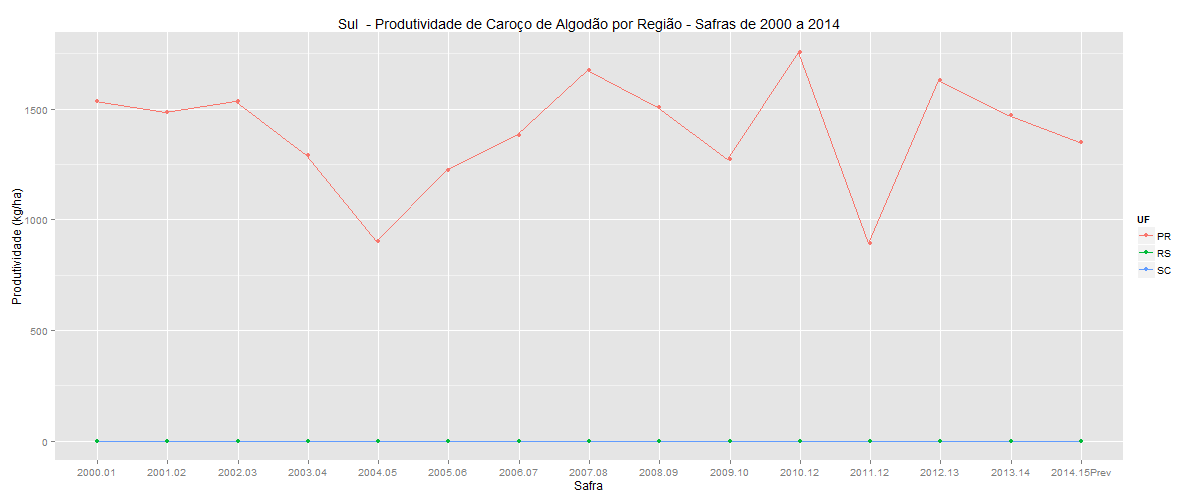 Sul - Produtividade de Caroço de Algodão por Região - Safras de 2000 a 2014
Produtividade (kg/ha)
1500
1000
500
0
2000.01 2001.02 2002.03 2003.04 2004.05 2005.06 2006.07 2007.08 2008.09 2009.10 2010.12 2011.12 2012.13 2013.14 2014.15Prev
Safra
UF
PR
RS
SC